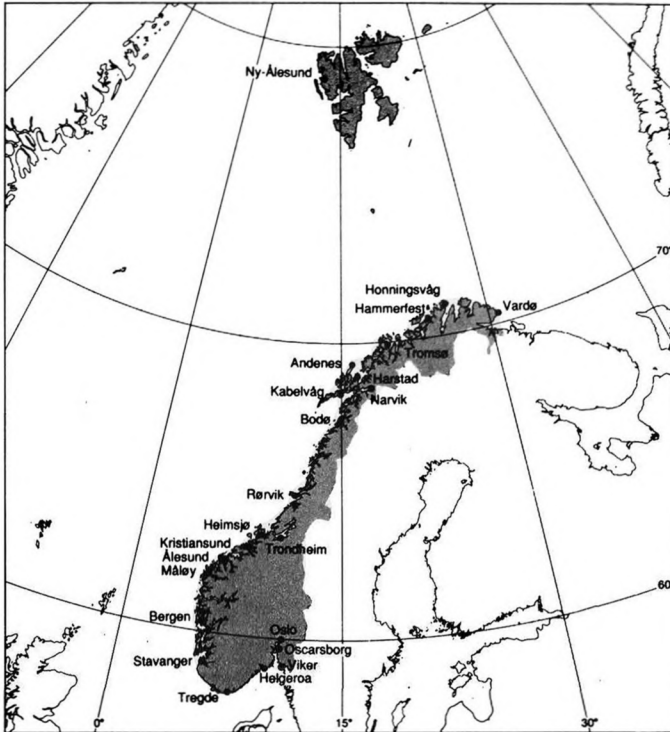 Ny-Ålesund
70°
Honningsvåg
Hammerfest
Vardø
Tromsø
Andenes
Harstad
Kabelvåg
Narvik
Bodø
Rørvik
Heimsjø
Kristiansund
Trondheim
Ålesund
Måløy
60
Bergen
Oslo
Oscarsborg
Stavanger
Viker
Helgeroa
Tregde
0°
15°
30°